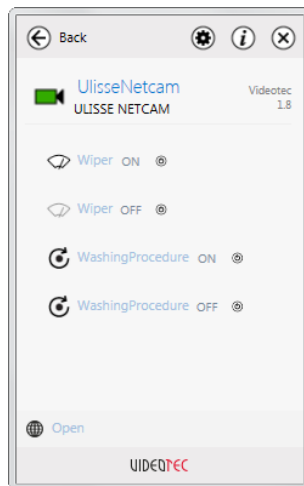 Back
UlisseNetcam
Videotec
ULISSE NETCAM
1.8
Wiper ON
Wiper OFF
WashingProcedure ON
WashingProcedure OFF
Open
VIDEOTEC